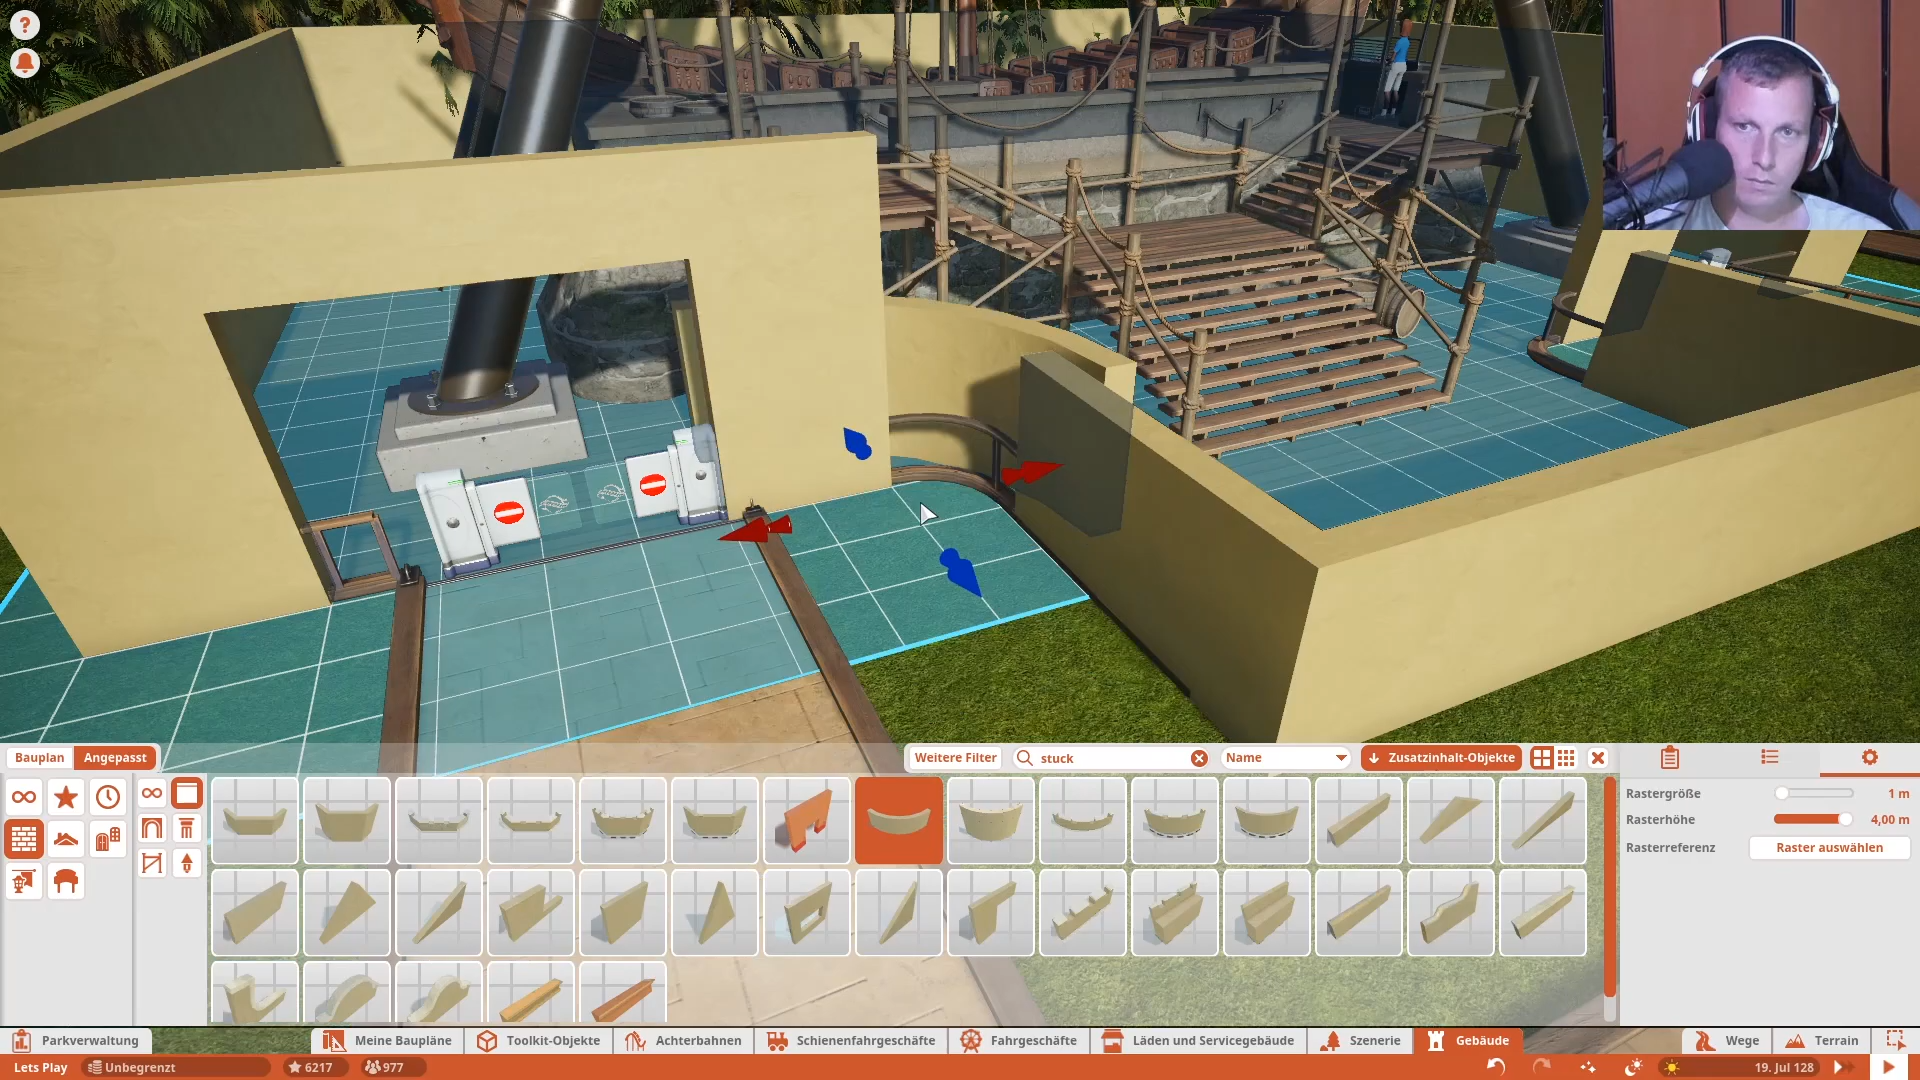 ?
Bauplan
Angepasst
Weitere Filter
stuck
Name
Zusatzinhalt-Objekte
Rastergröße
1 m
Rasterhöhe
4,00 m
Rasterreferenz
Raster auswählen
Parkverwaltung
Meine Baupläne
Toolkit-Objekte
Achterbahnen
Schienenfahrgeschäfte
Fahrgeschäfte
Läden und Servicegebäude
Szenerie
Gebäude
Wege
Terrain
Lets Play
Unbegrenzt
6217
977
19. Jul 128